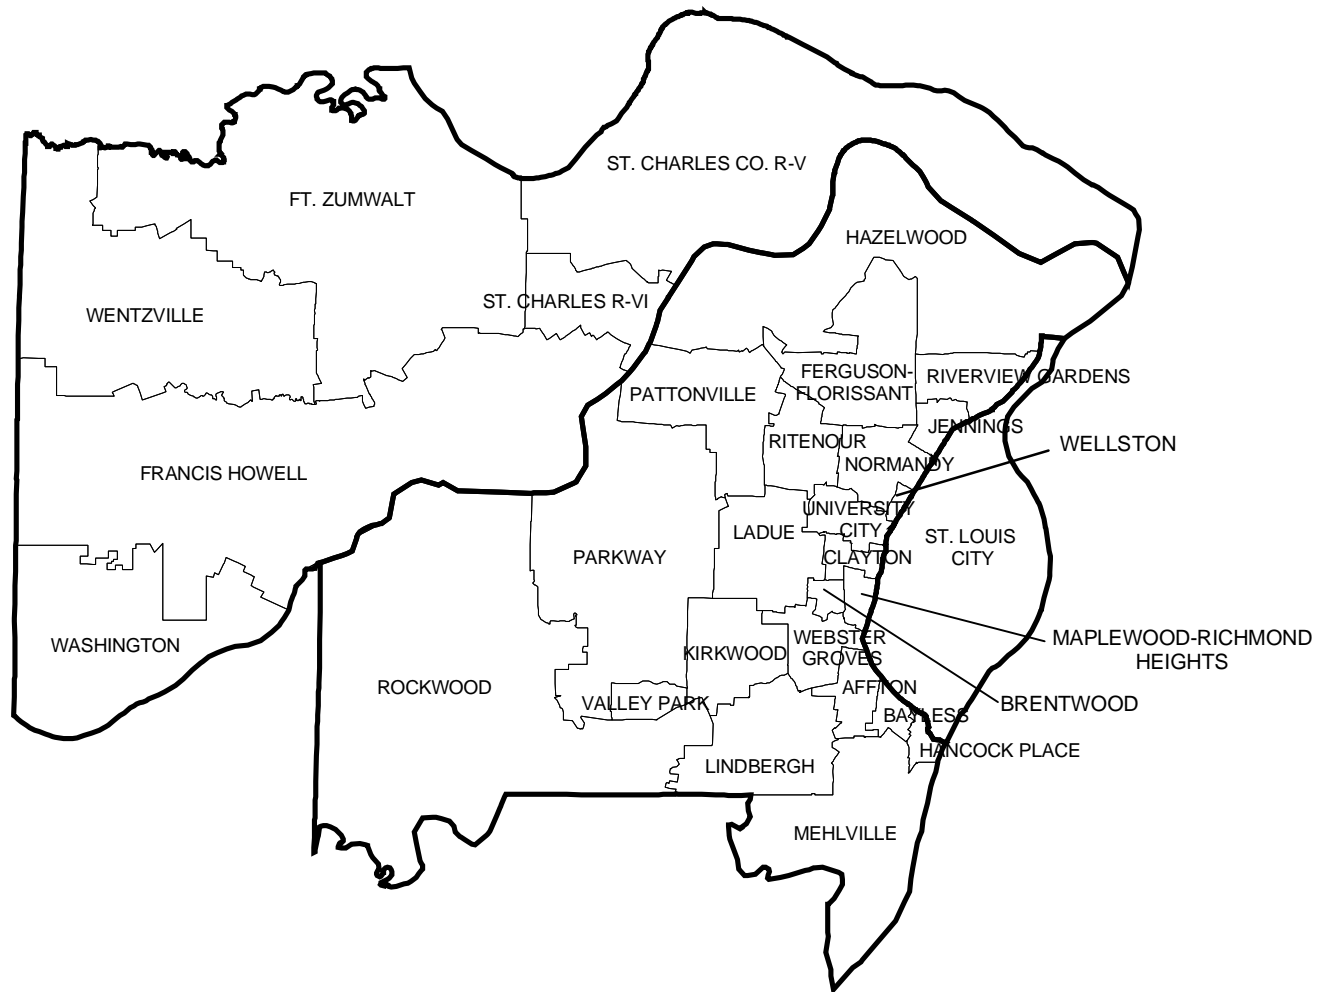 ST. CHARLES CO. R-V
FT. ZUMWALT
HAZELWOOD
ST. CHARLES R-VI
WENTZVILLE
FERGUSON-
FLORISSANT
RIVERVIEW GARDENS
PATTONVILLE
JENNINGS
RITENOUR
WELLSTON
NORMANDY
FRANCIS HOWELL
UNIVERSITY
CITY
LADUE
ST. LOUIS
CITY
PARKWAY
CLAYTON
MAPLEWOOD-RICHMOND
HEIGHTS
WASHINGTON
WEBSTER
GROVES
KIRKWOOD
ROCKWOOD
AFFTON
VALLEY PARK
BRENTWOOD
BAYLESS
HANCOCK PLACE
LINDBERGH
MEHLVILLE